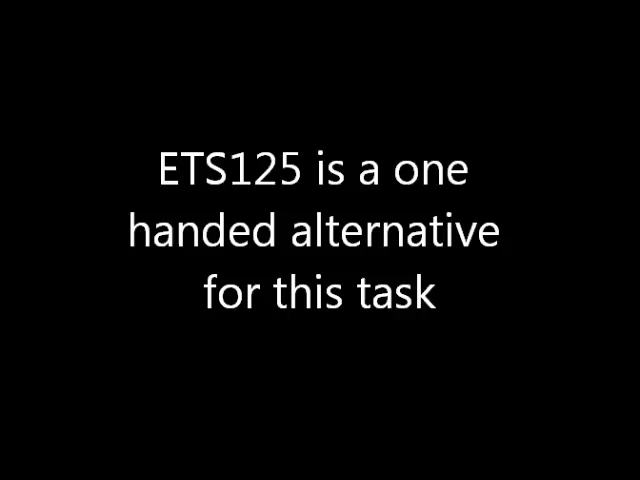 ETS125 is a one
handed alternative
for this task